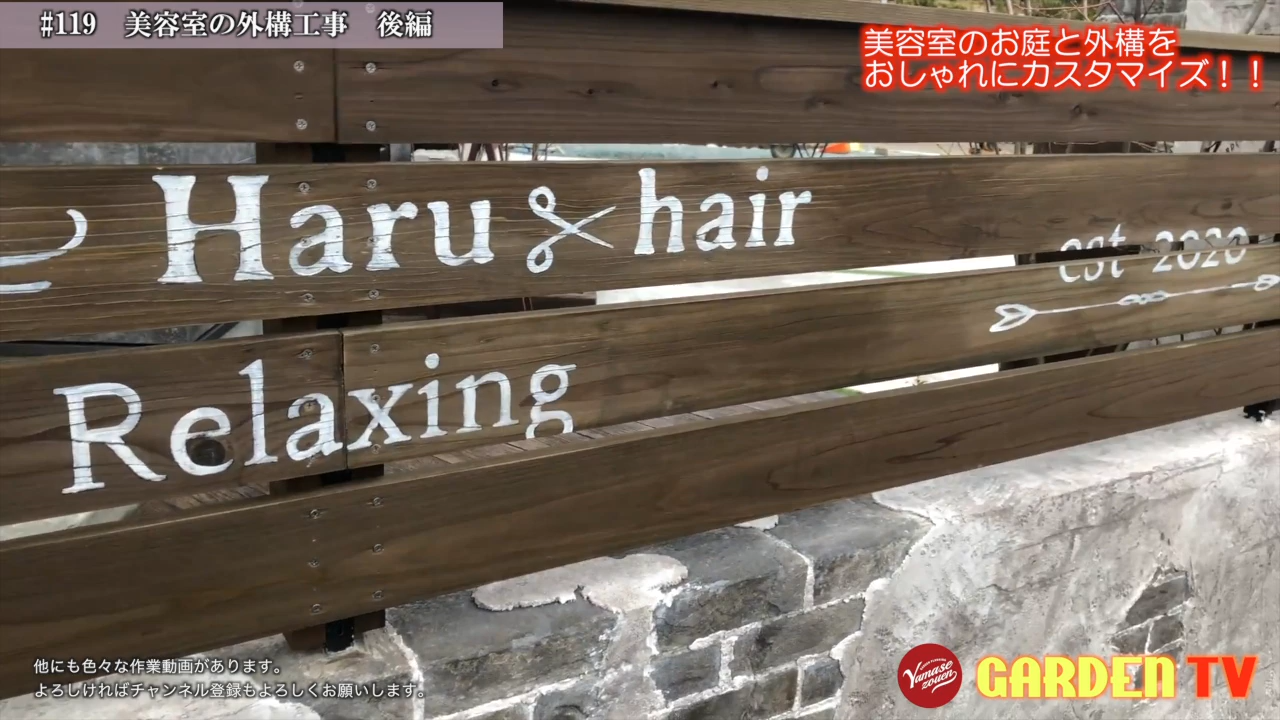 #119 美容室の外構工事 後編
美容室のお庭と外構を
おしゃれにカスタマイズ！！
Haru hair
est 2020
Relaxing
他にも色々な作業動画があります。
よろしければチャンネル登録もよろしくお願いします。
Yamase
zouen
GARDEN TV